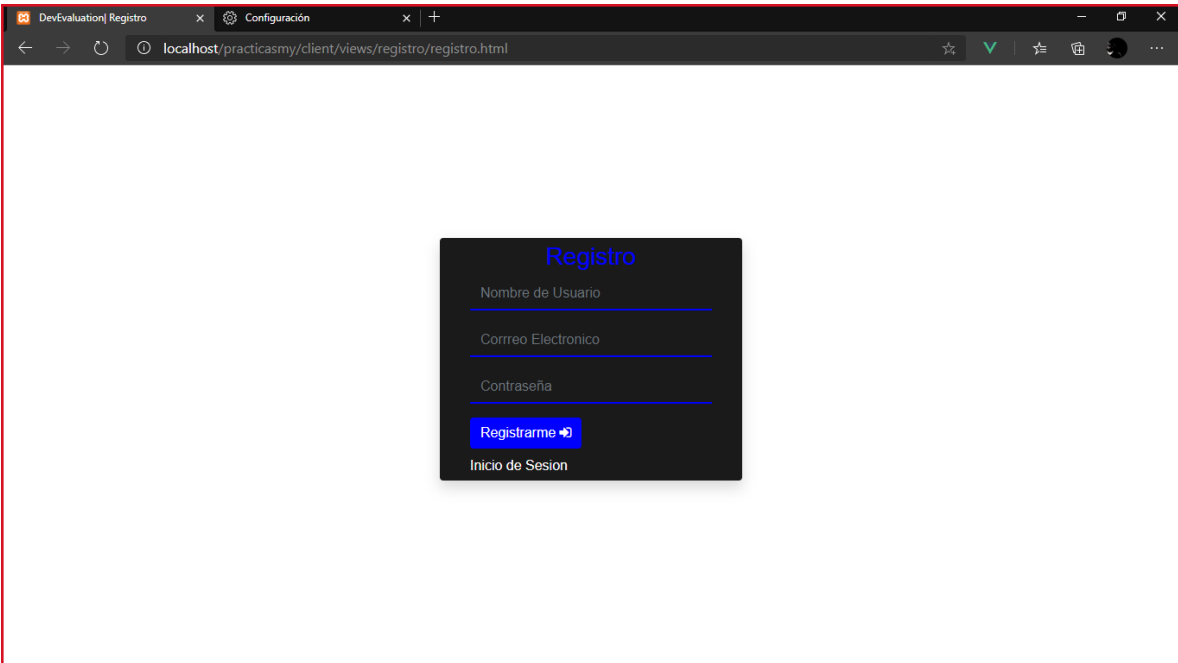 DevEvaluation| Registro
Configuración
localhost/practicasmy/client/views/registro/registro.html
Registro
Nombre de Usuario
Corrreo Electronico
Contraseña
Registrarme
Inicio de Sesion